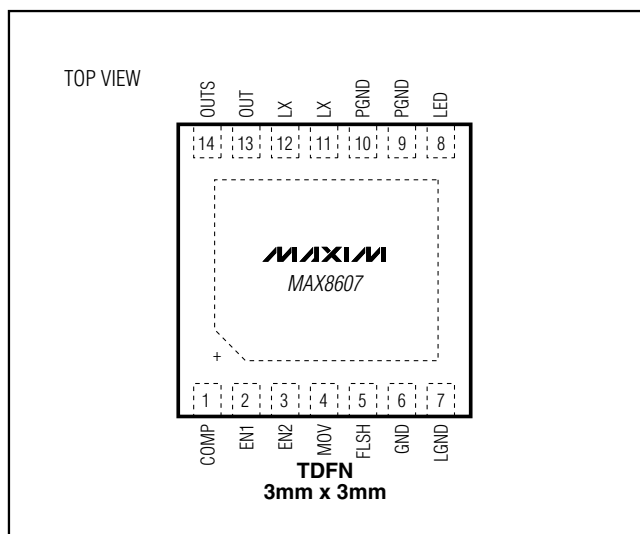 TOP VIEW
OUTS OUT LX LX PGND PGND LED
14 13 12 11 10 9 8
MAXIM
MAX8607
+
1 2 3 4 5 6 7
COMP EN1 EN2 MOV FLSH GND LGND
TDFN
3mm x 3mm